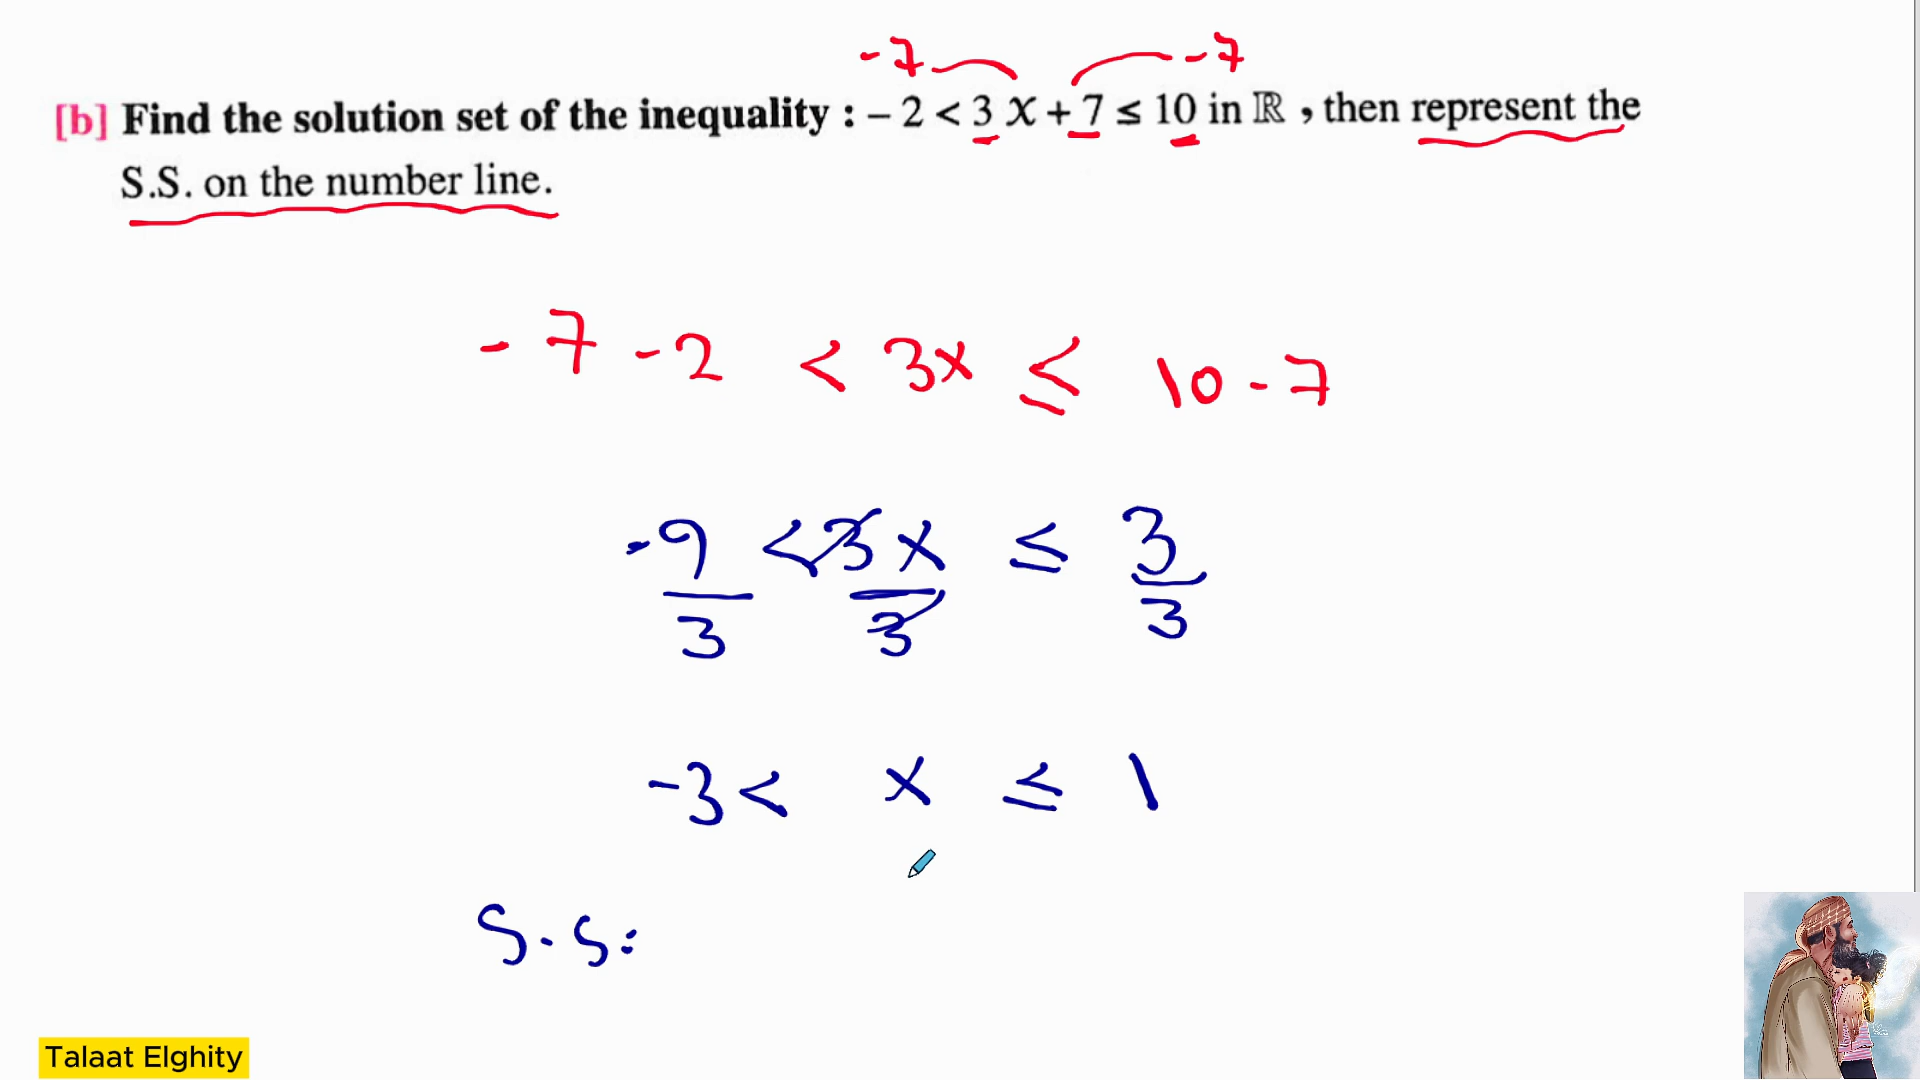 -7 -7
[b] Find the solution set of the inequality : – 2 < 3 X + 7 ≤ 10 in ℝ , then represent the
S.S. on the number line.
- 7 - 2 < 3x ≤ 10 - 7
-9/3 < 3x/3 ≤ 3/3
-3 < x ≤ 1
S.S:
Talaat Elghity